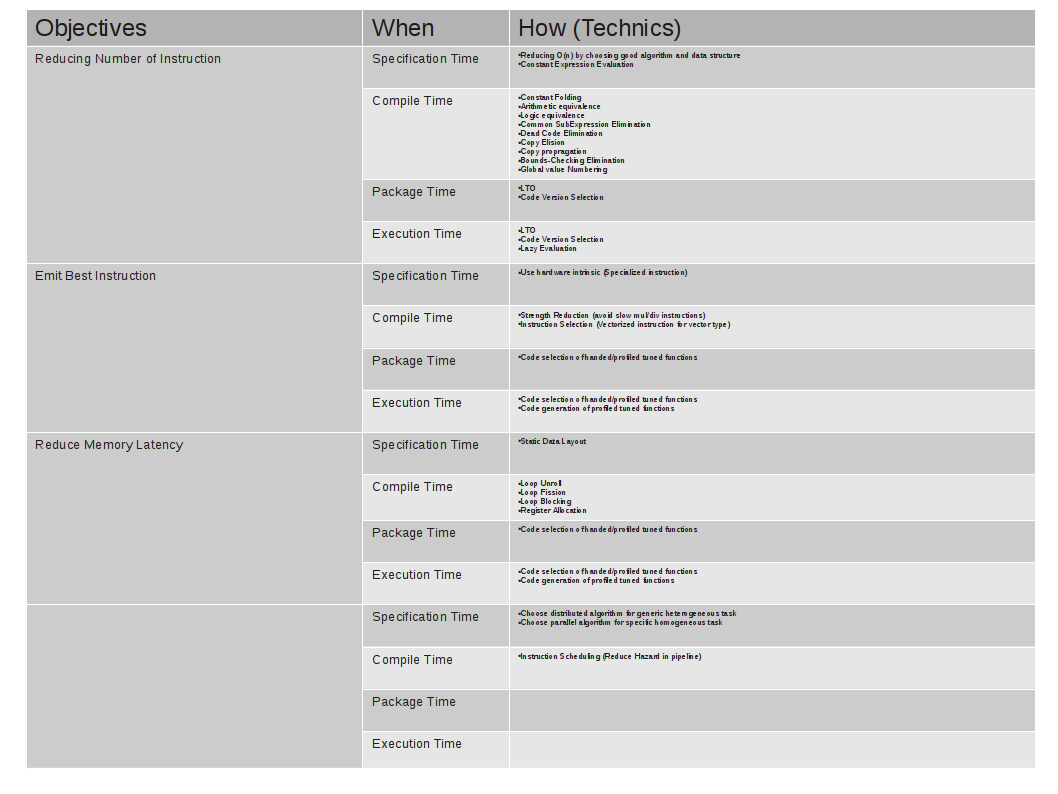 Objectives When How (Technics)
Reducing Number of Instruction Specification Time •Reducing O(n) by choosing good algorithm and data structure
•Constant Expression Evaluation
Compile Time •Constant Folding
•Arithmetic equivalence
•Logic equivalence
•Common SubExpression Elimination
•Dead Code Elimination
•Copy Elision
•Copy propragation
•Bounds-Checking Elimination
•Global value Numbering
Package Time •LTO
•Code Version Selection
Execution Time •LTO
•Code Version Selection
•Lazy Evaluation
Emit Best Instruction Specification Time •Use hardware intrinsic (Specialized instruction)
Compile Time •Strength Reduction (avoid slow mul/div instructions)
•Instruction Selection (Vectorized instruction for vector type)
Package Time •Code selection of handed/profiled tuned functions
Execution Time •Code selection of handed/profiled tuned functions
•Code generation of profiled tuned functions
Reduce Memory Latency Specification Time •Static Data Layout
Compile Time •Loop Unroll
•Loop Fission
•Loop Blocking
•Register Allocation
Package Time •Code selection of handed/profiled tuned functions
Execution Time •Code selection of handed/profiled tuned functions
•Code generation of profiled tuned functions
Specification Time •Choose distributed algorithm for generic heterogeneous task
•Choose parallel algorithm for specific homogeneous task
Compile Time •Instruction Scheduling (Reduce Hazard in pipeline)
Package Time
Execution Time